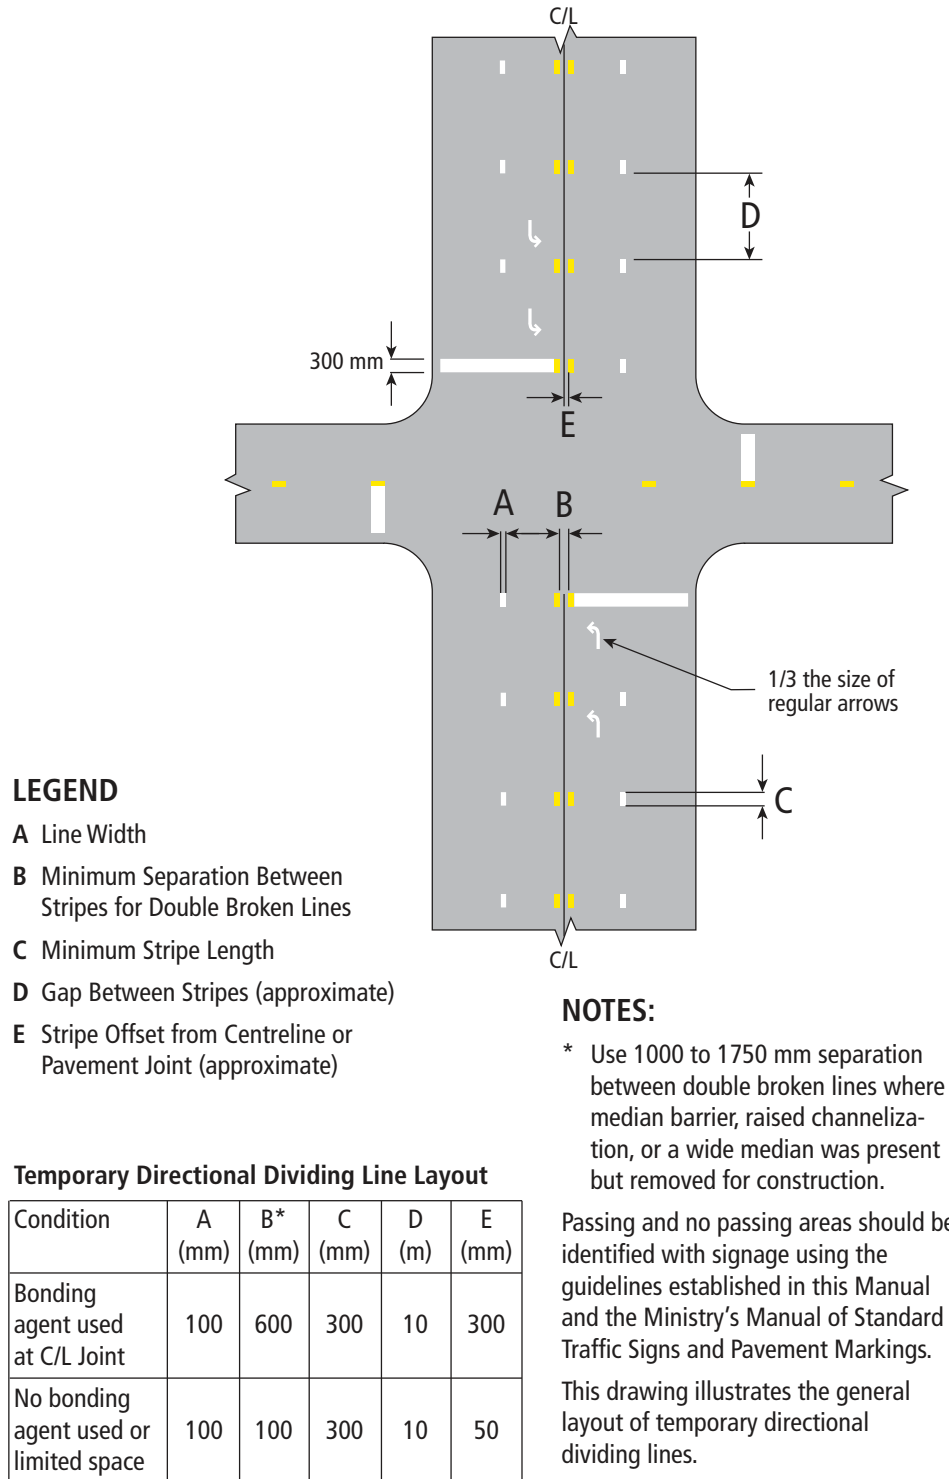 C/L
D
300 mm
E
A B
1/3 the size of
regular arrows
C
C/L
LEGEND
A Line Width
B Minimum Separation Between
Stripes for Double Broken Lines
C Minimum Stripe Length
D Gap Between Stripes (approximate)
E Stripe Offset from Centreline or
Pavement Joint (approximate)
NOTES:
* Use 1000 to 1750 mm separation
between double broken lines where
median barrier, raised channeliza-
tion, or a wide median was present
but removed for construction.
Passing and no passing areas should be
identified with signage using the
guidelines established in this Manual
and the Ministry’s Manual of Standard
Traffic Signs and Pavement Markings.
This drawing illustrates the general
layout of temporary directional
dividing lines.
Temporary Directional Dividing Line Layout
Condition A B* C D E
(mm) (mm) (mm) (m) (mm)
Bonding
agent used 100 600 300 10 300
at C/L Joint
No bonding
agent used or 100 100 300 10 50
limited space